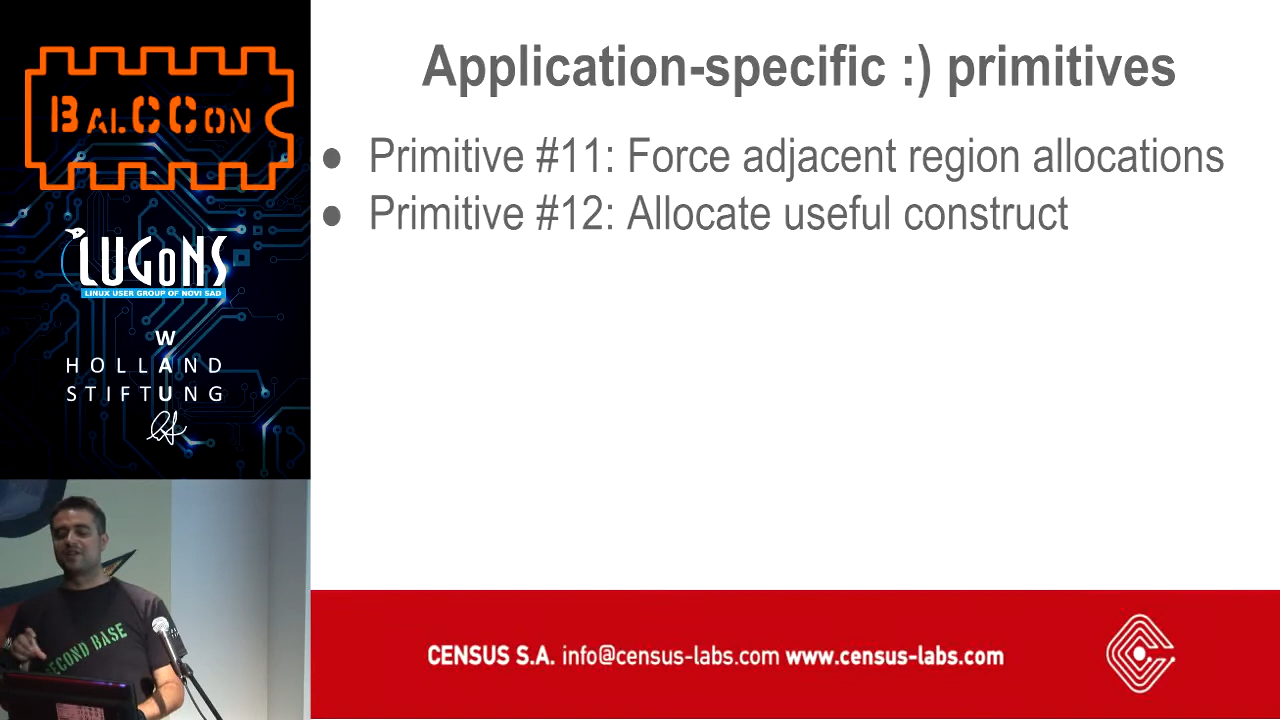 BALCCON
LUGONS
LINUX USER GROUP OF NOVI SAD
W
HOLLAND
STIFTUNG
Application-specific :) primitives
● Primitive #11: Force adjacent region allocations
● Primitive #12: Allocate useful construct
SECOND BASE
CENSUS S.A. info@census-labs.com www.census-labs.com